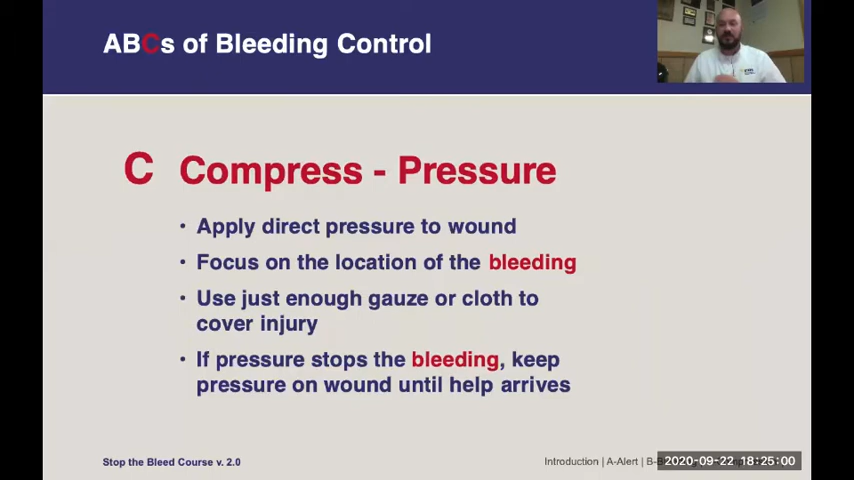 ABCs of Bleeding Control
C Compress - Pressure
• Apply direct pressure to wound
• Focus on the location of the bleeding
• Use just enough gauze or cloth to
cover injury
• If pressure stops the bleeding, keep
pressure on wound until help arrives
Stop the Bleed Course v. 2.0
Introduction | A-Alert |
2020-09-22 18:25:00